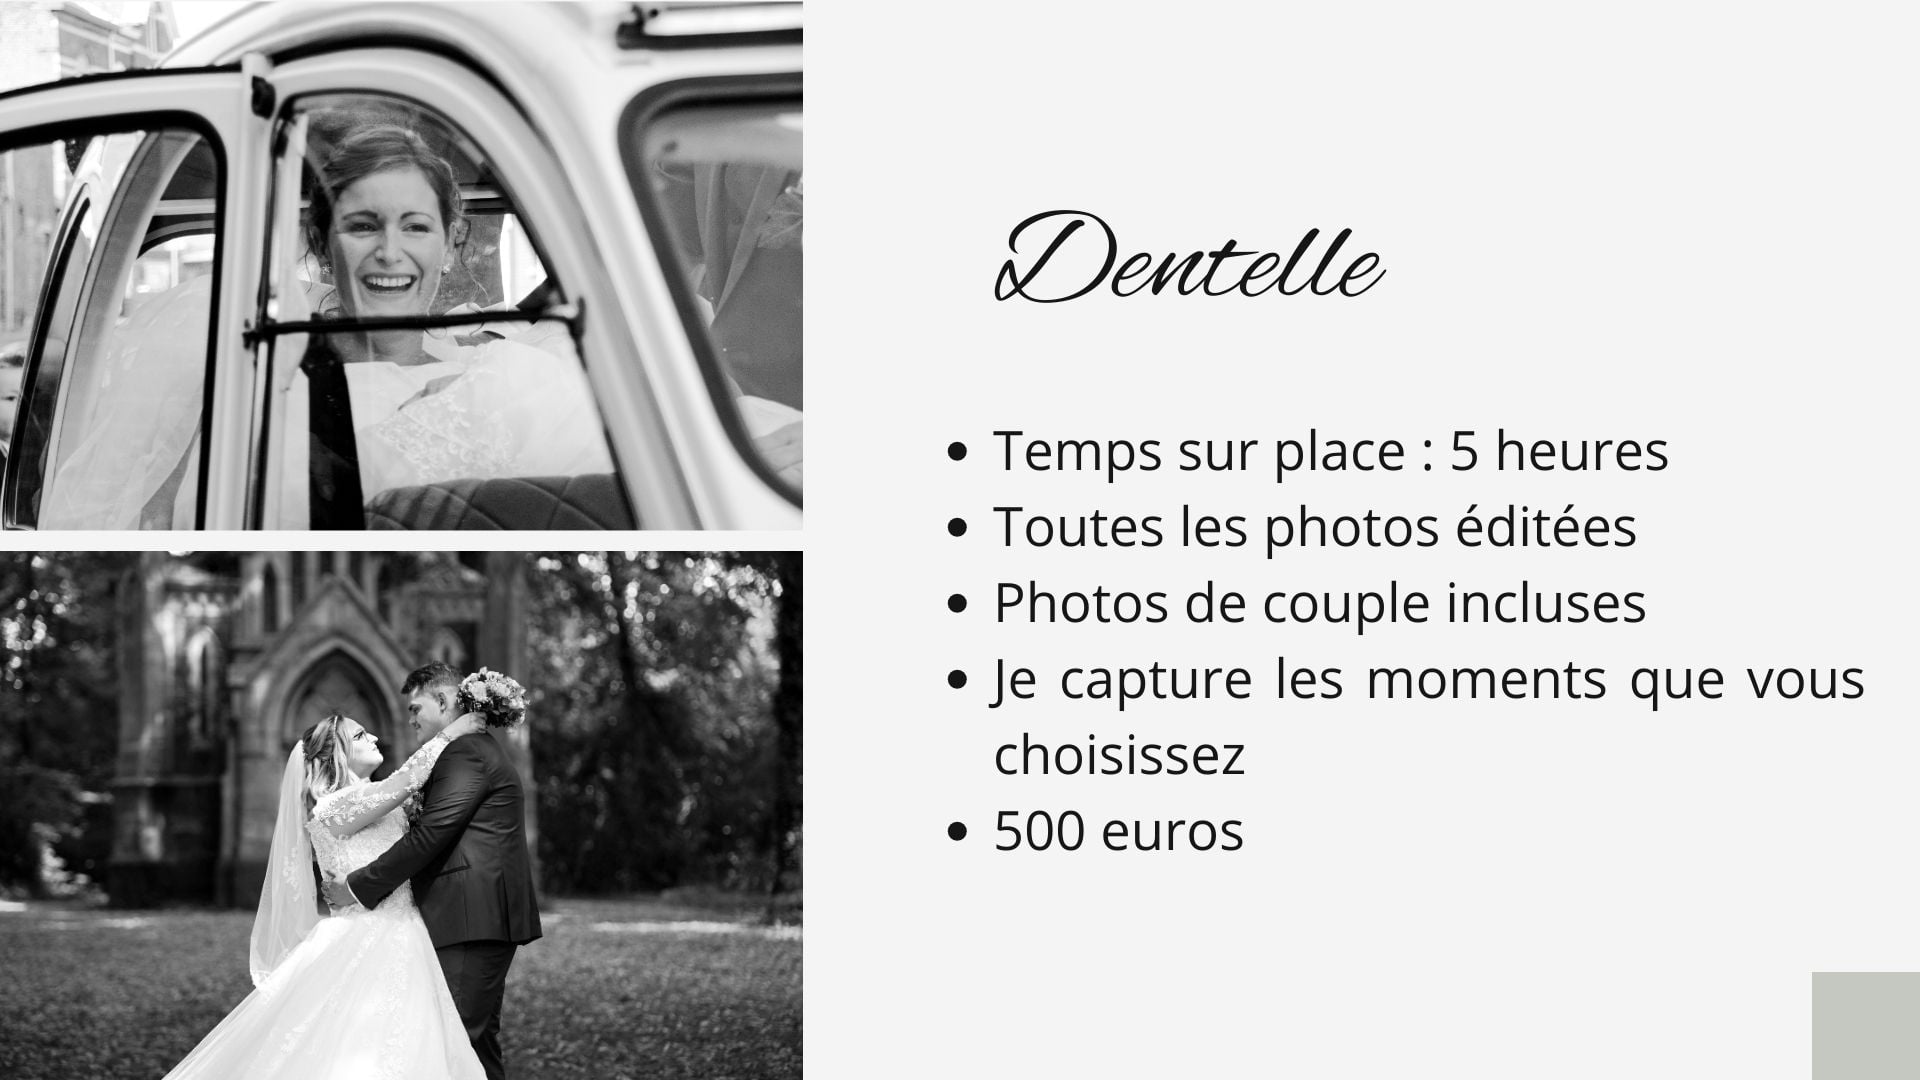 Dentelle
• Temps sur place : 5 heures
• Toutes les photos éditées
• Photos de couple incluses
• Je capture les moments que vous
choisissez
• 500 euros